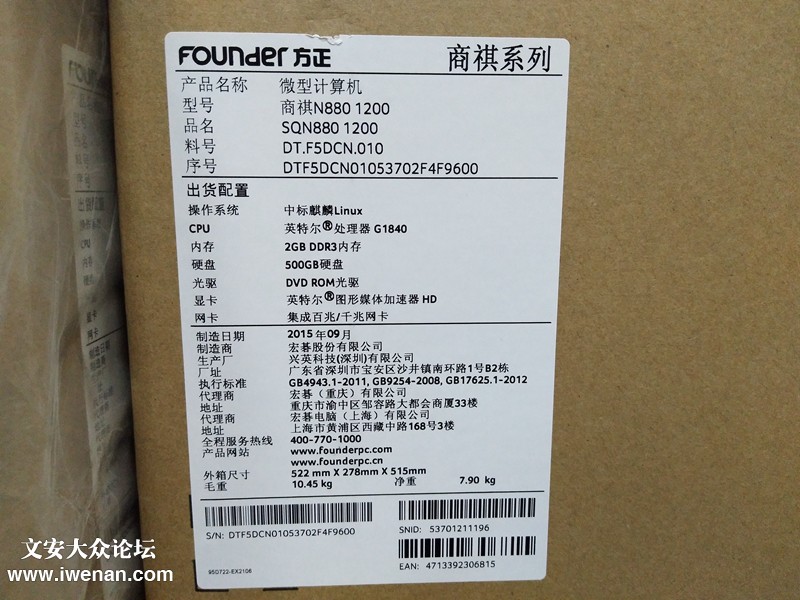 FOUNDER 方正 商祺系列
产品名称 微型计算机
型号 商祺N880 1200
品名 SQN880 1200
料号 DT.F5DCN.010
序号 DTF5DCN01053702F4F9600
出货配置
操作系统 中标麒麟Linux
CPU 英特尔®处理器 G1840
内存 2GB DDR3内存
硬盘 500GB硬盘
光驱 DVD ROM光驱
显卡 英特尔®图形媒体加速器 HD
网卡 集成百兆/千兆网卡
制造日期 2015年09月
制造商 宏碁股份有限公司
生产厂 兴英科技(深圳)有限公司
厂址 广东省深圳市宝安区沙井镇南环路1号B2栋
执行标准 GB4943.1-2011, GB9254-2008, GB17625.1-2012
代理商 宏碁（重庆）有限公司
地址 重庆市渝中区邹容路大都会商厦33楼
代理商 宏碁电脑（上海）有限公司
地址 上海市黄浦区西藏中路168号3楼
全程服务热线 400-770-1000
产品网站 www.founderpc.com
www.founderpc.cn
外箱尺寸 522 mm X 278mm X 515mm
毛重 10.45 kg 净重 7.90 kg
S/N: DTF5DCN01053702F4F9600
SNID: 53701211196
EAN: 4713392306815
950722-EX2106
文安大众论坛
www.iwenan.com